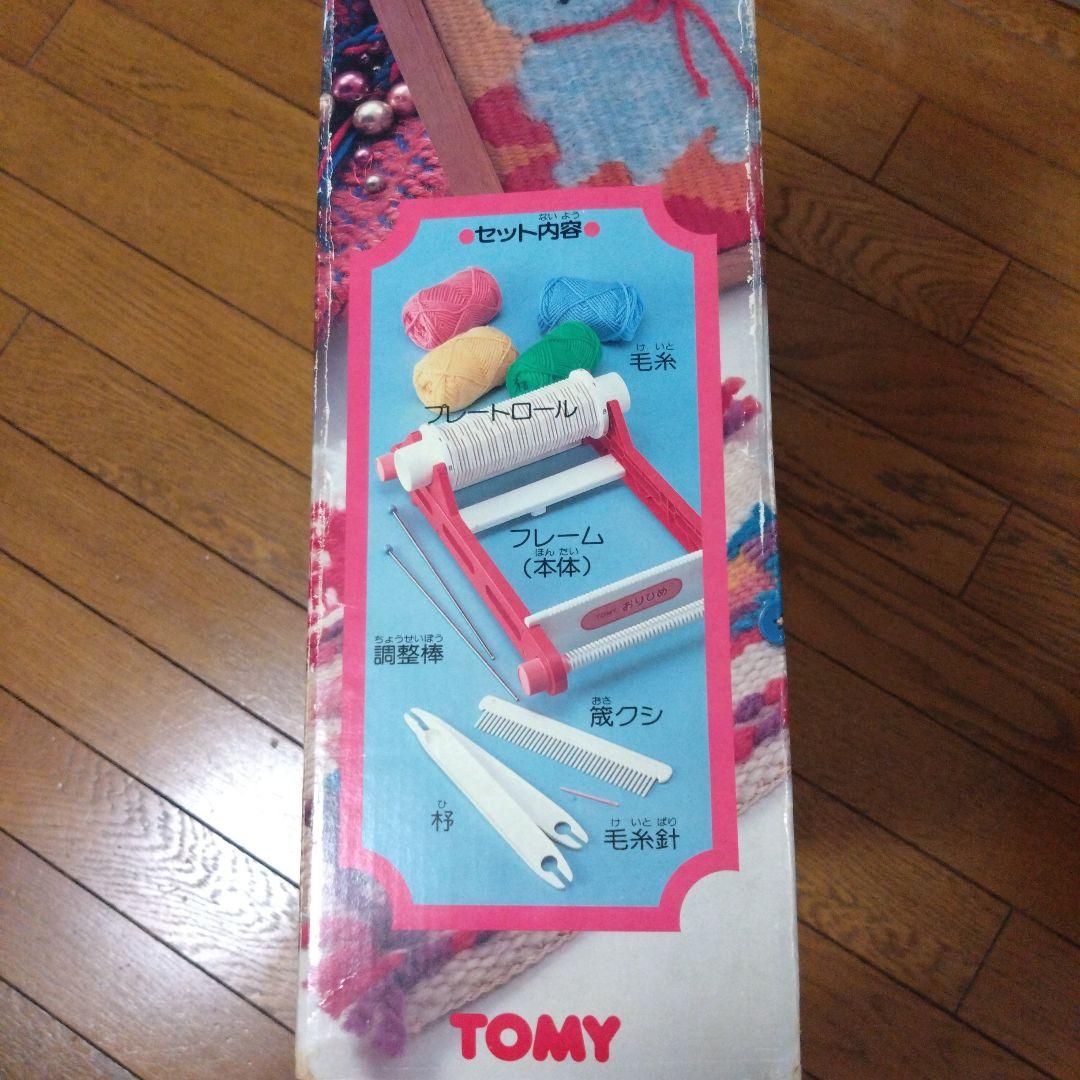 ないよう
●セット内容●
けいと
毛糸
プレートロール
フレーム
ほんたい
(本体)
TOMY おりひめ
ちょうせいぼう
調整棒
おさ
筬クシ
ひ
杼
けいとばり
毛糸針
TOMY